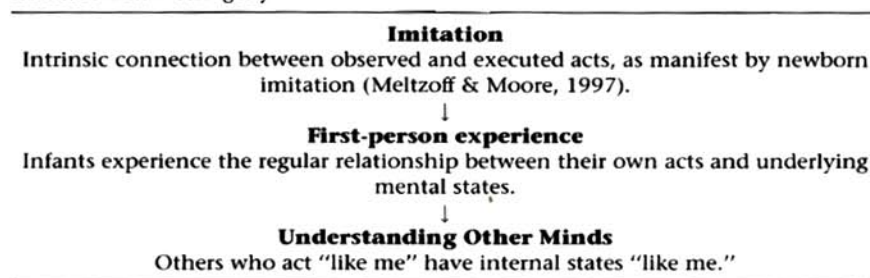 Imitation
Intrinsic connection between observed and executed acts, as manifest by newborn
imitation (Meltzoff & Moore, 1997).
↓
First-person experience
Infants experience the regular relationship between their own acts and underlying
mental states.
↓
Understanding Other Minds
Others who act "like me" have internal states "like me."